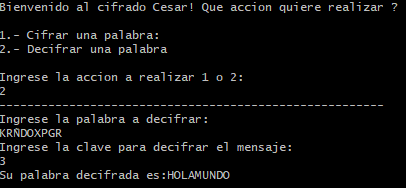 Bienvenido al cifrado Cesar! Que accion quiere realizar ?
1.- Cifrar una palabra:
2.- Decifrar una palabra
Ingrese la accion a realizar 1 o 2:
2
------------------------------------------------------
Ingrese la palabra a decifrar:
KRÑDOXPGR
Ingrese la clave para decifrar el mensaje:
3
Su palabra decifrada es:HOLAMUNDO